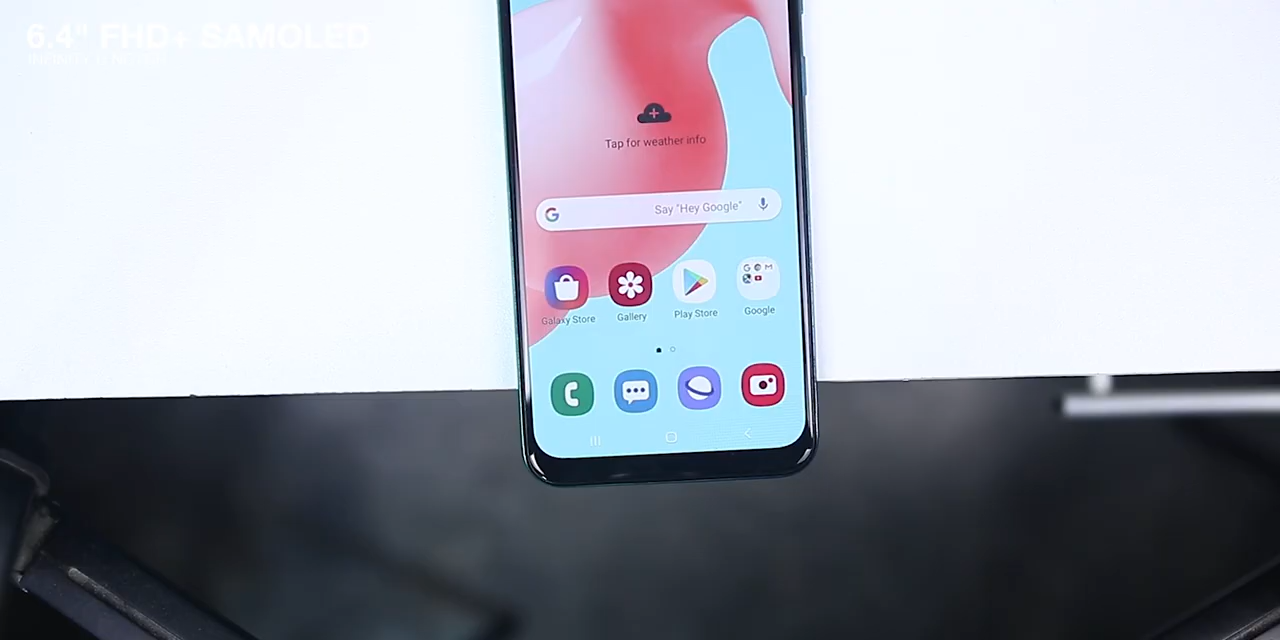 6.4" FHD+ SAMOLED
Tap for weather info
G Say "Hey Google"
Galaxy Store
Gallery
Play Store
Google